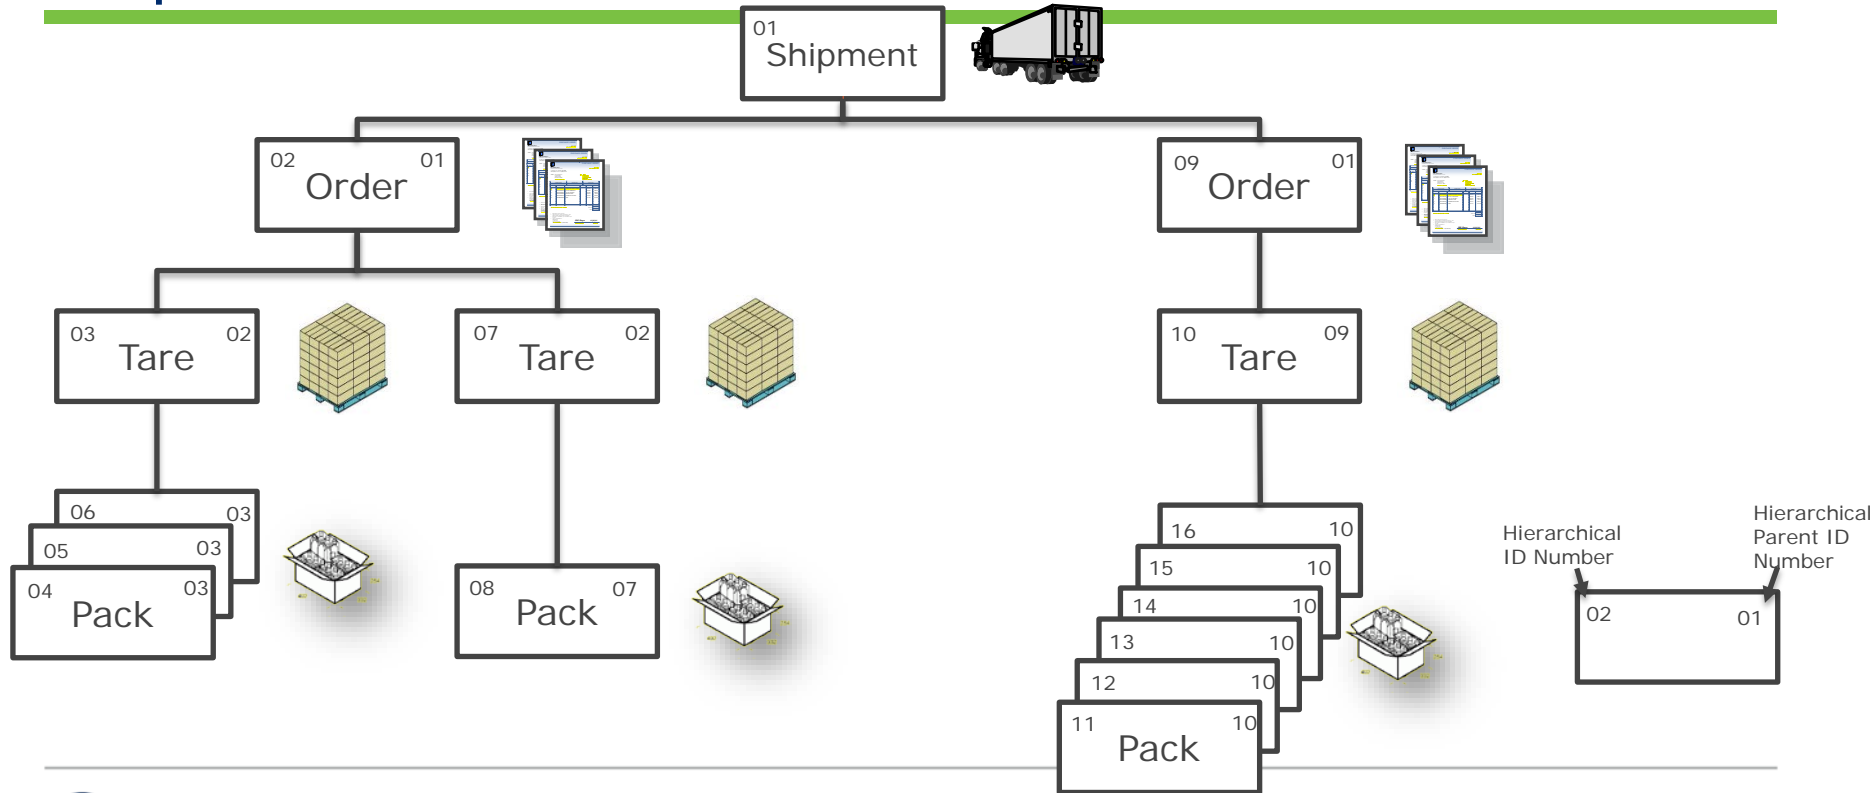 01
Shipment
02 01
Order
09 01
Order
03 02
Tare
07 02
Tare
10 09
Tare
06 03
05 03
04 03
Pack
08 07
Pack
16 10
15 10
14 10
13 10
12 10
11 10
Pack
Hierarchical
ID Number
Hierarchical
Parent ID
Number
02 01